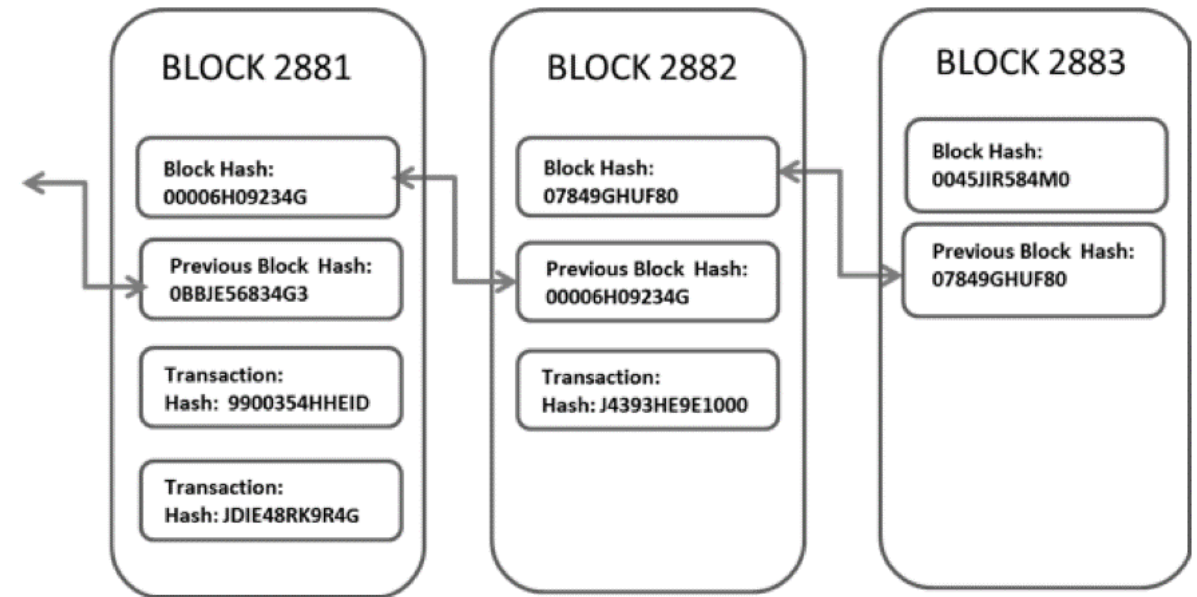 BLOCK 2881
Block Hash:
00006H09234G
Previous Block Hash:
0BBJE56834G3
Transaction:
Hash: 9900354HHEID
Transaction:
Hash: JDIE48RK9R4G
BLOCK 2882
Block Hash:
07849GHUF80
Previous Block Hash:
00006H09234G
Transaction:
Hash: J4393HE9E1000
BLOCK 2883
Block Hash:
0045JIR584M0
Previous Block Hash:
07849GHUF80